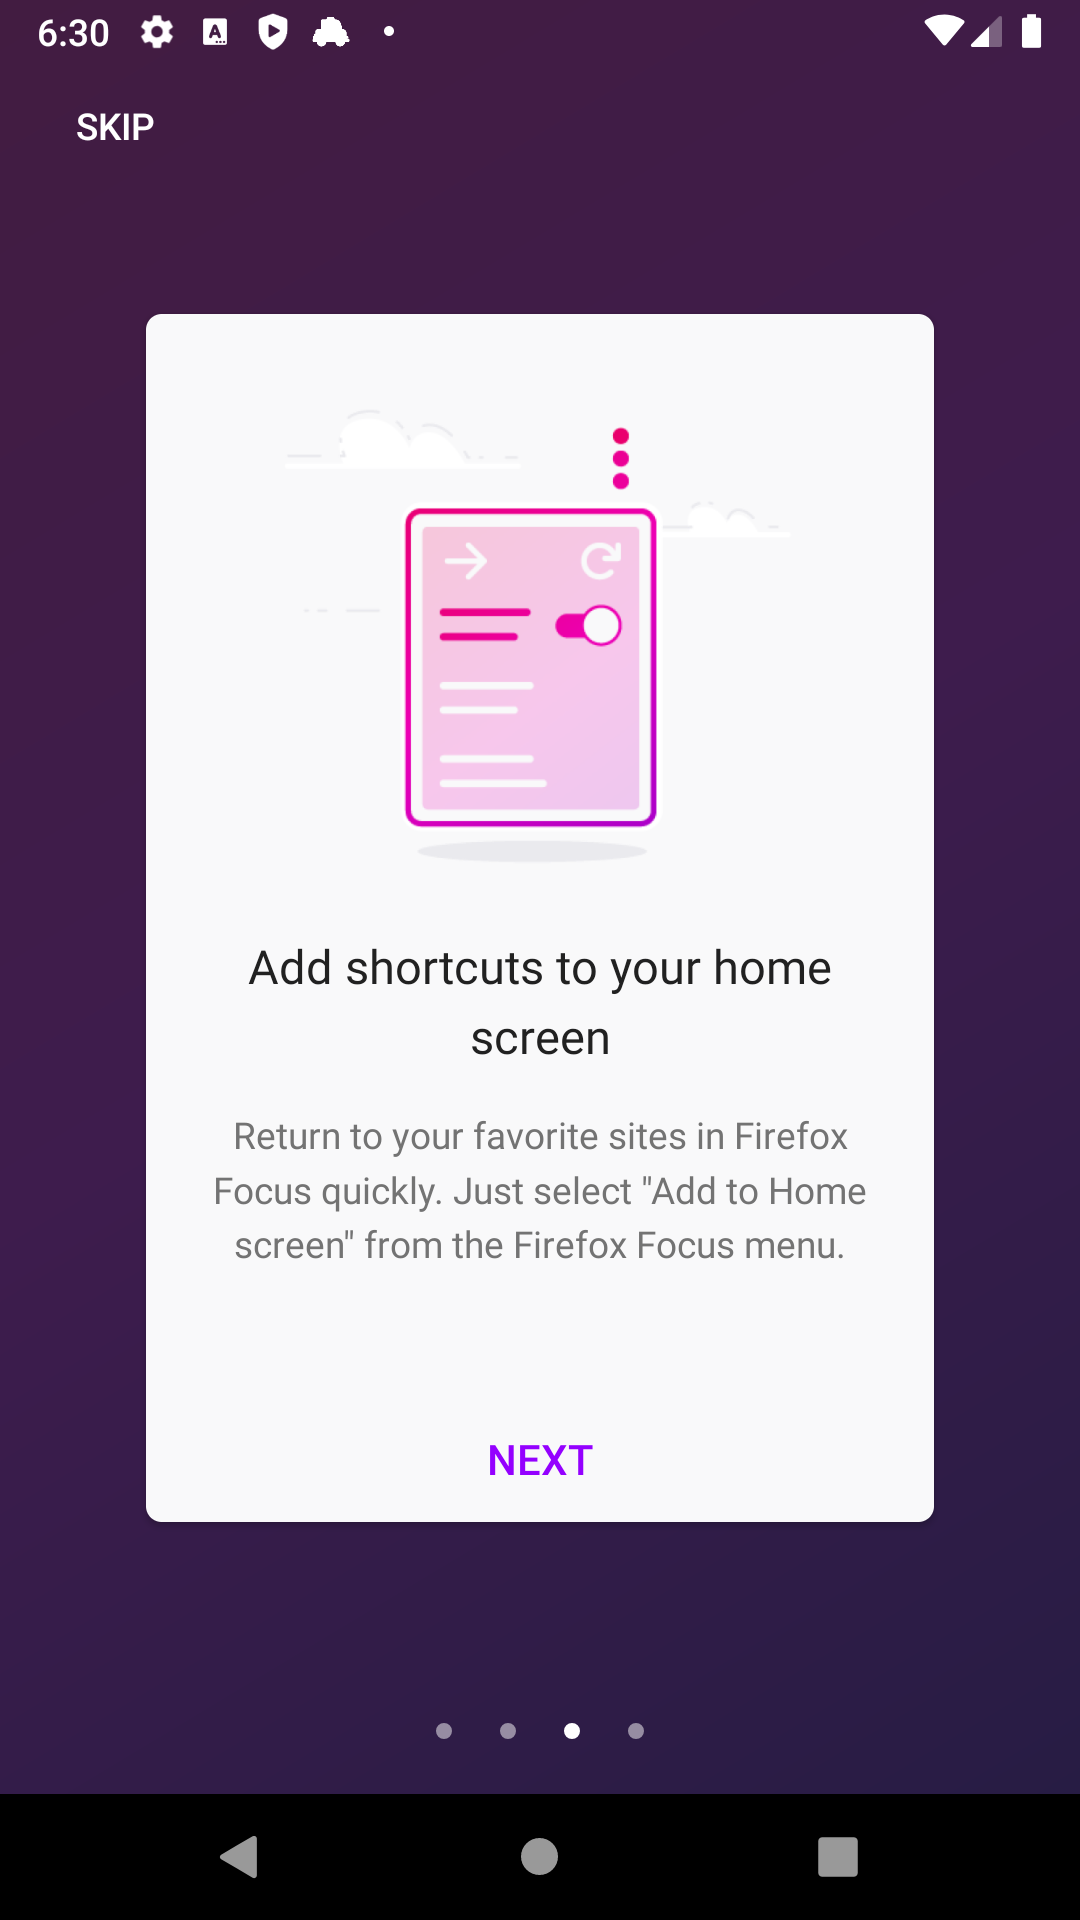 6:30
SKIP
Add shortcuts to your home
screen
Return to your favorite sites in Firefox
Focus quickly. Just select "Add to Home
screen" from the Firefox Focus menu.
NEXT